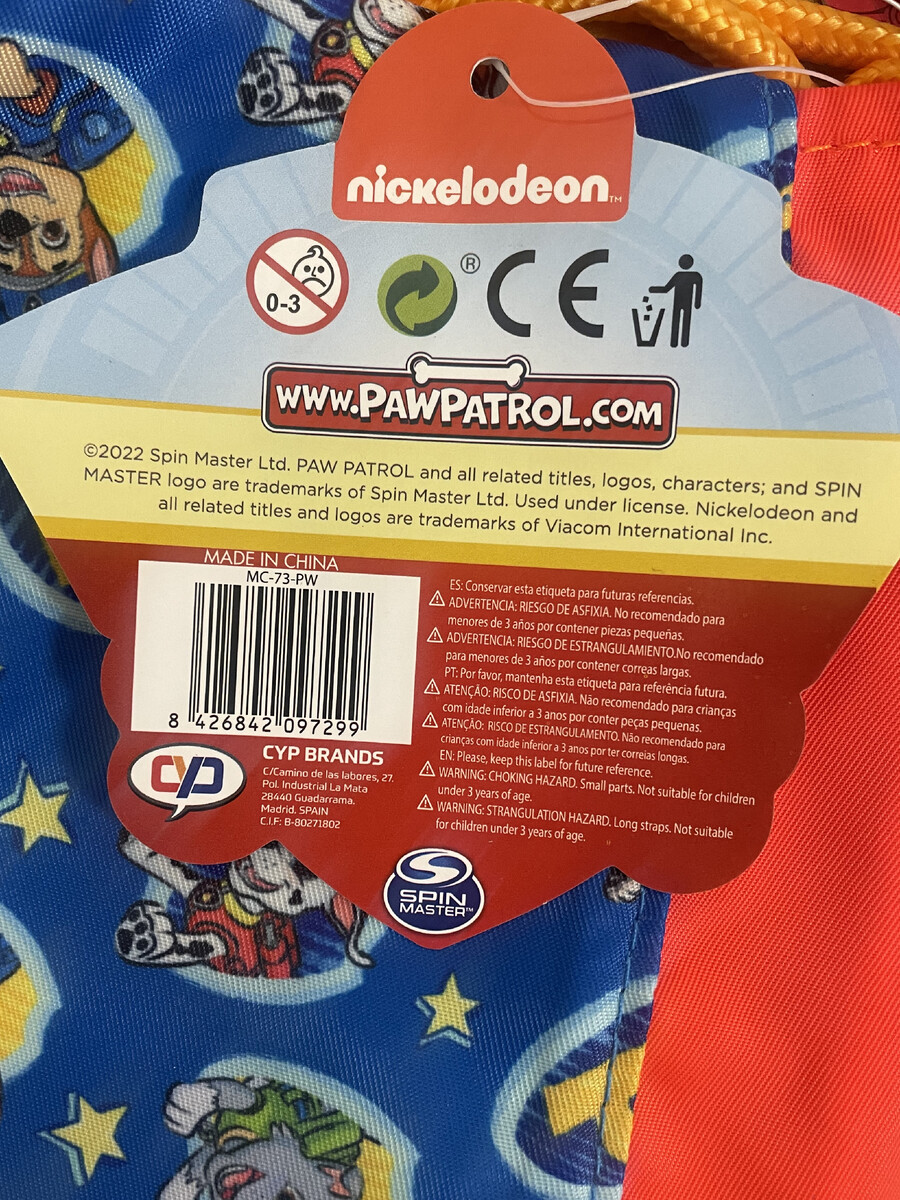 nickelodeon™
0-3
®
CE
www.PAWPATROL.COM
©2022 Spin Master Ltd. PAW PATROL and all related titles, logos, characters; and SPIN
MASTER logo are trademarks of Spin Master Ltd. Used under license. Nickelodeon and
all related titles and logos are trademarks of Viacom International Inc.
MADE IN CHINA
MC-73-PW
8 426842 097299
CYP
CYP BRANDS
C/Camino de las labores, 27.
Pol. Industrial La Mata
28440 Guadarrama.
Madrid. SPAIN
C.I.F: B-80271802
ES: Conservar esta etiqueta para futuras referencias.
ADVERTENCIA: RIESGO DE ASFIXIA. No recomendado para
menores de 3 años por contener piezas pequeñas.
ADVERTENCIA: RIESGO DE ESTRANGULAMIENTO.No recomendado
para menores de 3 años por contener correas largas.
PT: Por favor, mantenha esta etiqueta para referência futura.
ATENÇÃO: RISCO DE ASFIXIA. Não recomendado para crianças
com idade inferior a 3 anos por conter peças pequenas.
ATENÇÃO: RISCO DE ESTRANGULAMENTO. Não recomendado para
crianças com idade inferior a 3 anos por ter correias longas.
EN: Please, keep this label for future reference.
WARNING: CHOKING HAZARD. Small parts. Not suitable for children
under 3 years of age.
WARNING: STRANGULATION HAZARD. Long straps. Not suitable
for children under 3 years of age.
SPIN
MASTER™